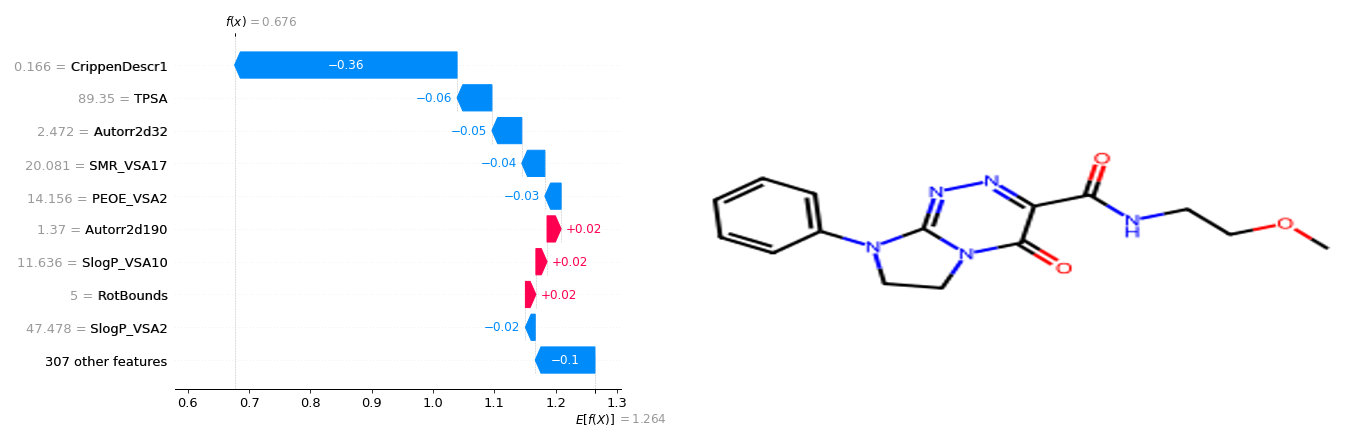 f(x) = 0.676
0.166 = CrippenDescr1 −0.36
89.35 = TPSA −0.06
2.472 = Autorr2d32 −0.05
20.081 = SMR_VSA17 −0.04
14.156 = PEOE_VSA2 −0.03
1.37 = Autorr2d190 +0.02
11.636 = SlogP_VSA10 +0.02
5 = RotBounds +0.02
47.478 = SlogP_VSA2 −0.02
307 other features −0.1
0.6 0.7 0.8 0.9 1.0 1.1 1.2 1.3
E[f(X)] = 1.264
O
N N
N
H
O
N
N
O